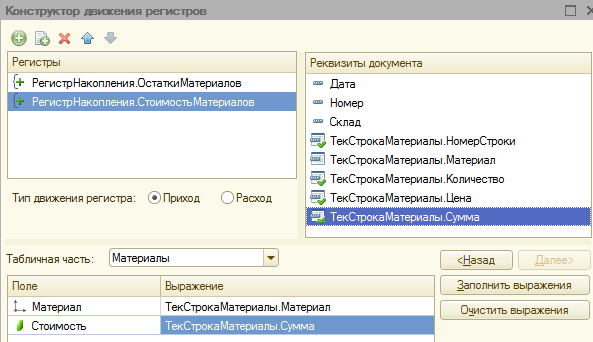 Конструктор движения регистров
Регистры
РегистрНакопления.ОстаткиМатериалов
РегистрНакопления.СтоимостьМатериалов
Тип движения регистра:
Приход
Расход
Реквизиты документа
Дата
Номер
Склад
ТекСтрокаМатериалы.НомерСтроки
ТекСтрокаМатериалы.Материал
ТекСтрокаМатериалы.Количество
ТекСтрокаМатериалы.Цена
ТекСтрокаМатериалы.Сумма
Табличная часть:
Материалы
<Назад
Далее>
Поле
Выражение
Материал
ТекСтрокаМатериалы.Материал
Стоимость
ТекСтрокаМатериалы.Сумма
Заполнить выражения
Очистить выражения